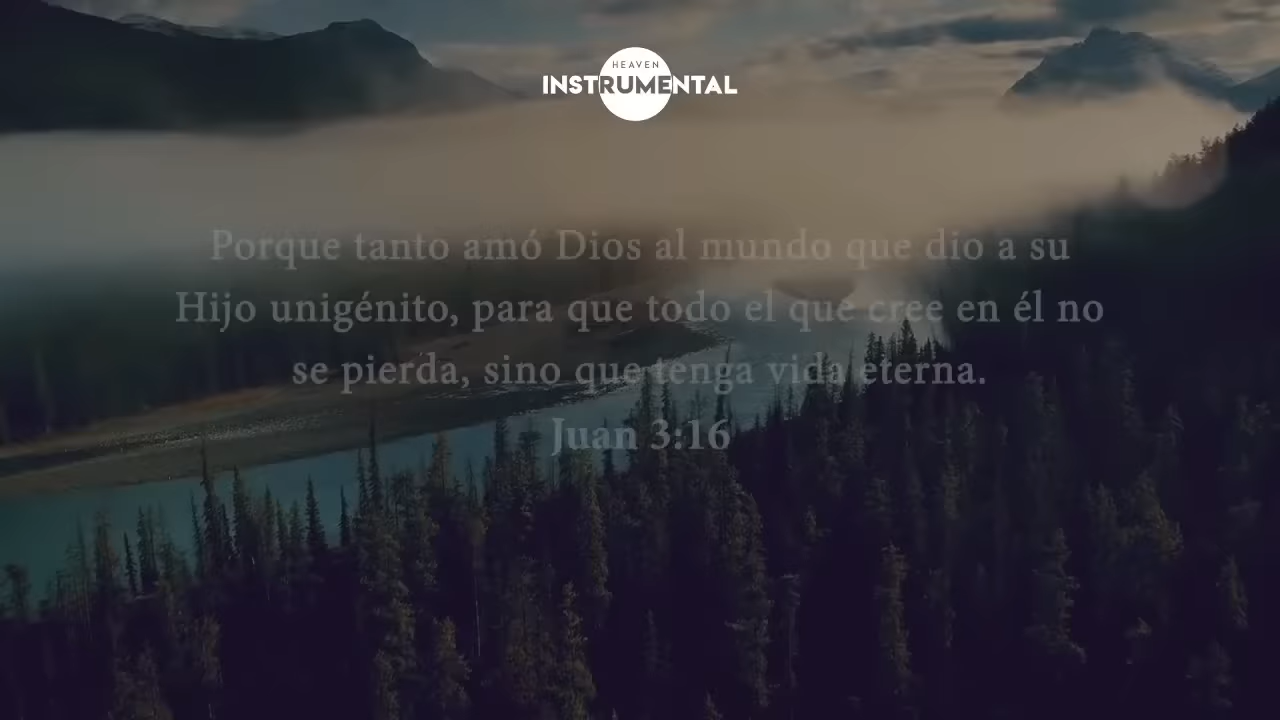 HEAVEN
INSTRUMENTAL
Porque tanto amó Dios al mundo que dio a su
Hijo unigénito, para que todo el que cree en él no
se pierda, sino que tenga vida eterna.
Juan 3:16